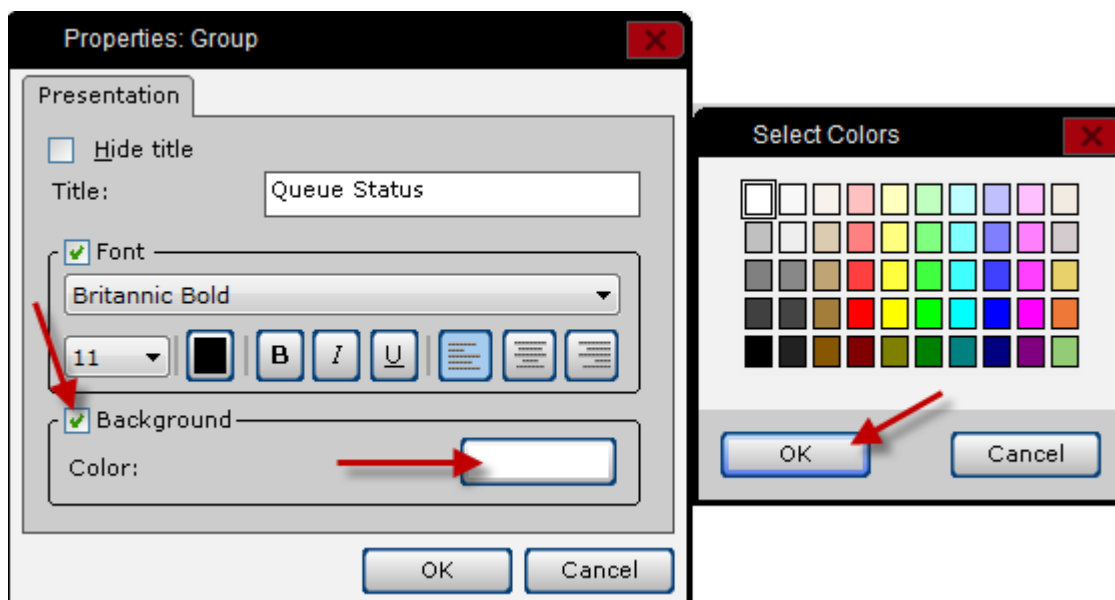 Properties: Group
Presentation
Hide title
Title: Queue Status
Font
Britannic Bold
11 B I U
Background
Color:
OK Cancel
Select Colors
OK Cancel